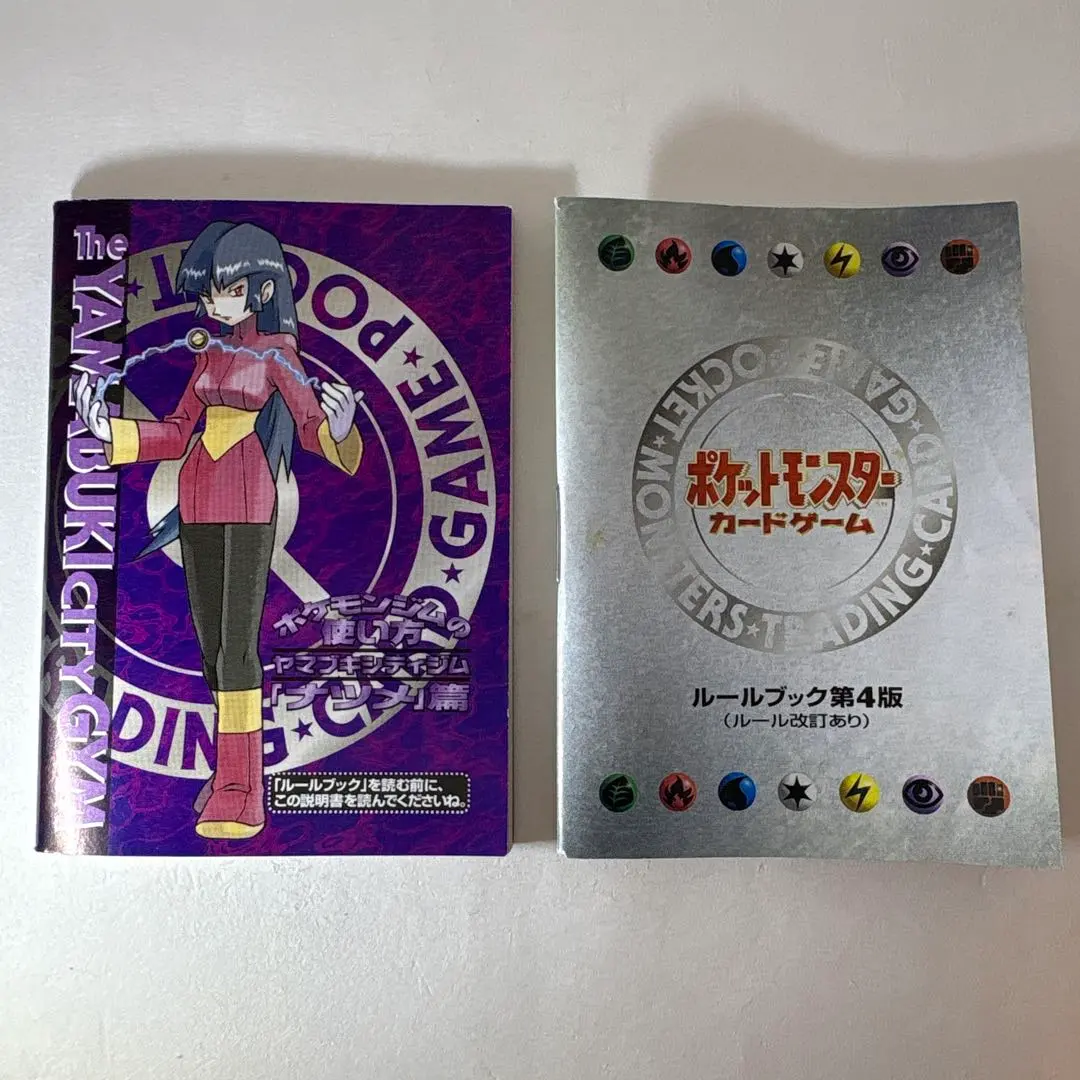 The YAMABUKI CITY GYM
POCKET MONSTERS TRADING CARD GAME
ポケモンジムの
使い方
ヤマブキシティジム
「ナツメ」篇
「ルールブック」を読む前に、
この説明書を読んでくださいね。
POCKET★MONSTERS★TRADING★CARD★GAME
ポケットモンスター
カードゲーム
ルールブック第4版
（ルール改訂あり）